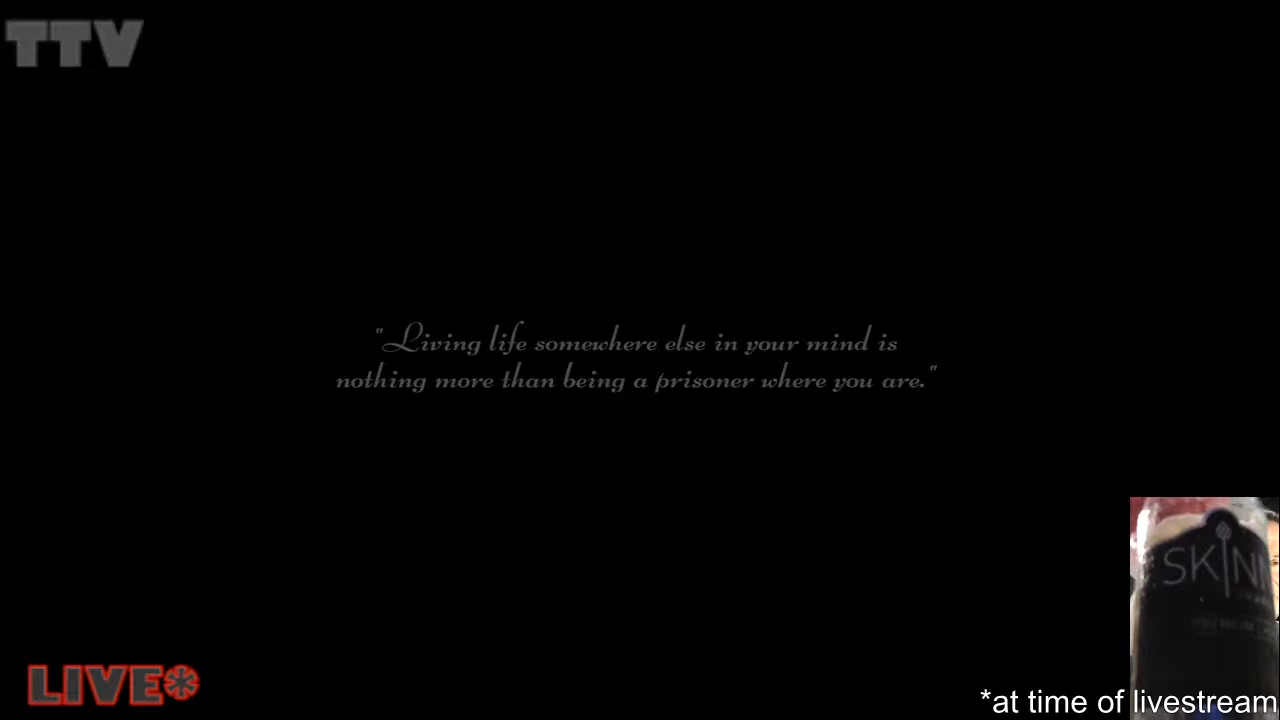 TTV
"Living life somewhere else in your mind is
nothing more than being a prisoner where you are."
SKINN
LIVE*
*at time of livestream